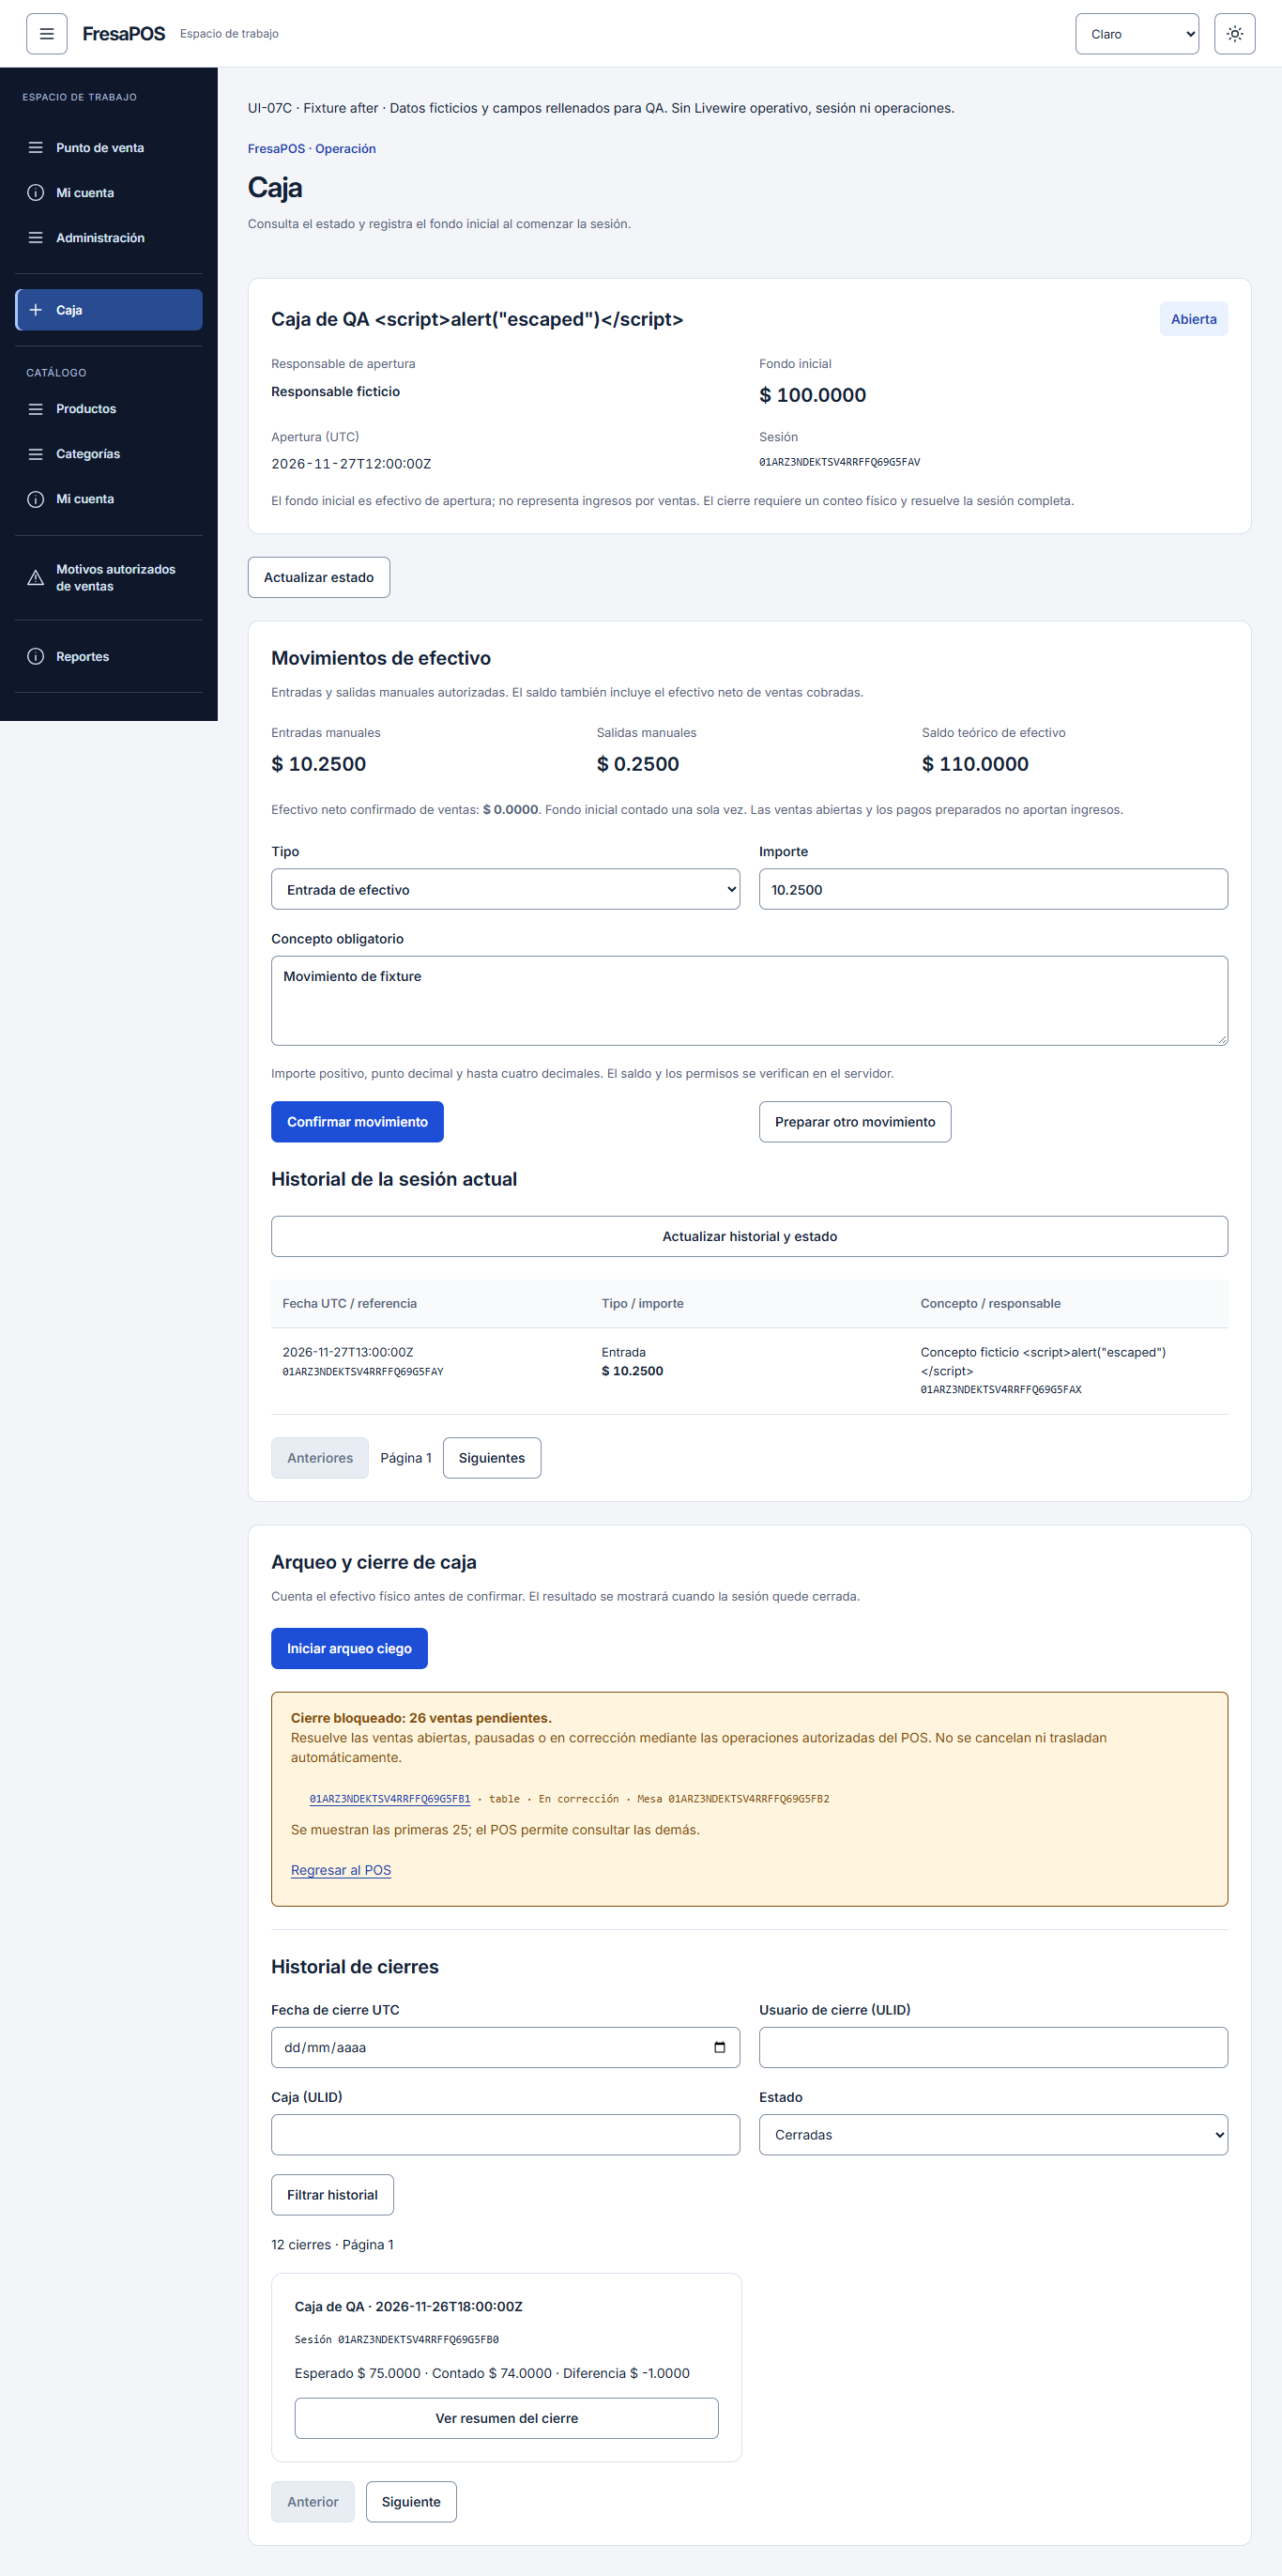 FresaPOS
Espacio de trabajo
Claro
ESPACIO DE TRABAJO
Punto de venta
Mi cuenta
Administración
Caja
CATÁLOGO
Productos
Categorías
Mi cuenta
Motivos autorizados
de ventas
Reportes
UI-07C · Fixture after · Datos ficticios y campos rellenados para QA. Sin Livewire operativo, sesión ni operaciones.
FresaPOS · Operación
Caja
Consulta el estado y registra el fondo inicial al comenzar la sesión.
Caja de QA <script>alert("escaped")</script>
Abierta
Responsable de apertura
Responsable ficticio
Fondo inicial
$ 100.0000
Apertura (UTC)
2026-11-27T12:00:00Z
Sesión
01ARZ3NDEKTSV4RRFFQ69G5FAV
El fondo inicial es efectivo de apertura; no representa ingresos por ventas. El cierre requiere un conteo físico y resuelve la sesión completa.
Actualizar estado
Movimientos de efectivo
Entradas y salidas manuales autorizadas. El saldo también incluye el efectivo neto de ventas cobradas.
Entradas manuales
$ 10.2500
Salidas manuales
$ 0.2500
Saldo teórico de efectivo
$ 110.0000
Efectivo neto confirmado de ventas: $ 0.0000. Fondo inicial contado una sola vez. Las ventas abiertas y los pagos preparados no aportan ingresos.
Tipo
Entrada de efectivo
Importe
10.2500
Concepto obligatorio
Movimiento de fixture
Importe positivo, punto decimal y hasta cuatro decimales. El saldo y los permisos se verifican en el servidor.
Confirmar movimiento
Preparar otro movimiento
Historial de la sesión actual
Actualizar historial y estado
Fecha UTC / referencia
Tipo / importe
Concepto / responsable
2026-11-27T13:00:00Z
01ARZ3NDEKTSV4RRFFQ69G5FAY
Entrada
$ 10.2500
Concepto ficticio <script>alert("escaped")
</script>
01ARZ3NDEKTSV4RRFFQ69G5FAX
Anteriores
Página 1
Siguientes
Arqueo y cierre de caja
Cuenta el efectivo físico antes de confirmar. El resultado se mostrará cuando la sesión quede cerrada.
Iniciar arqueo ciego
Cierre bloqueado: 26 ventas pendientes.
Resuelve las ventas abiertas, pausadas o en corrección mediante las operaciones autorizadas del POS. No se cancelan ni trasladan
automáticamente.
01ARZ3NDEKTSV4RRFFQ69G5FB1 · table · En corrección · Mesa 01ARZ3NDEKTSV4RRFFQ69G5FB2
Se muestran las primeras 25; el POS permite consultar las demás.
Regresar al POS
Historial de cierres
Fecha de cierre UTC
dd/mm/aaaa
Usuario de cierre (ULID)
Caja (ULID)
Estado
Cerradas
Filtrar historial
12 cierres · Página 1
Caja de QA · 2026-11-26T18:00:00Z
Sesión 01ARZ3NDEKTSV4RRFFQ69G5FB0
Esperado $ 75.0000 · Contado $ 74.0000 · Diferencia $ -1.0000
Ver resumen del cierre
Anterior
Siguiente